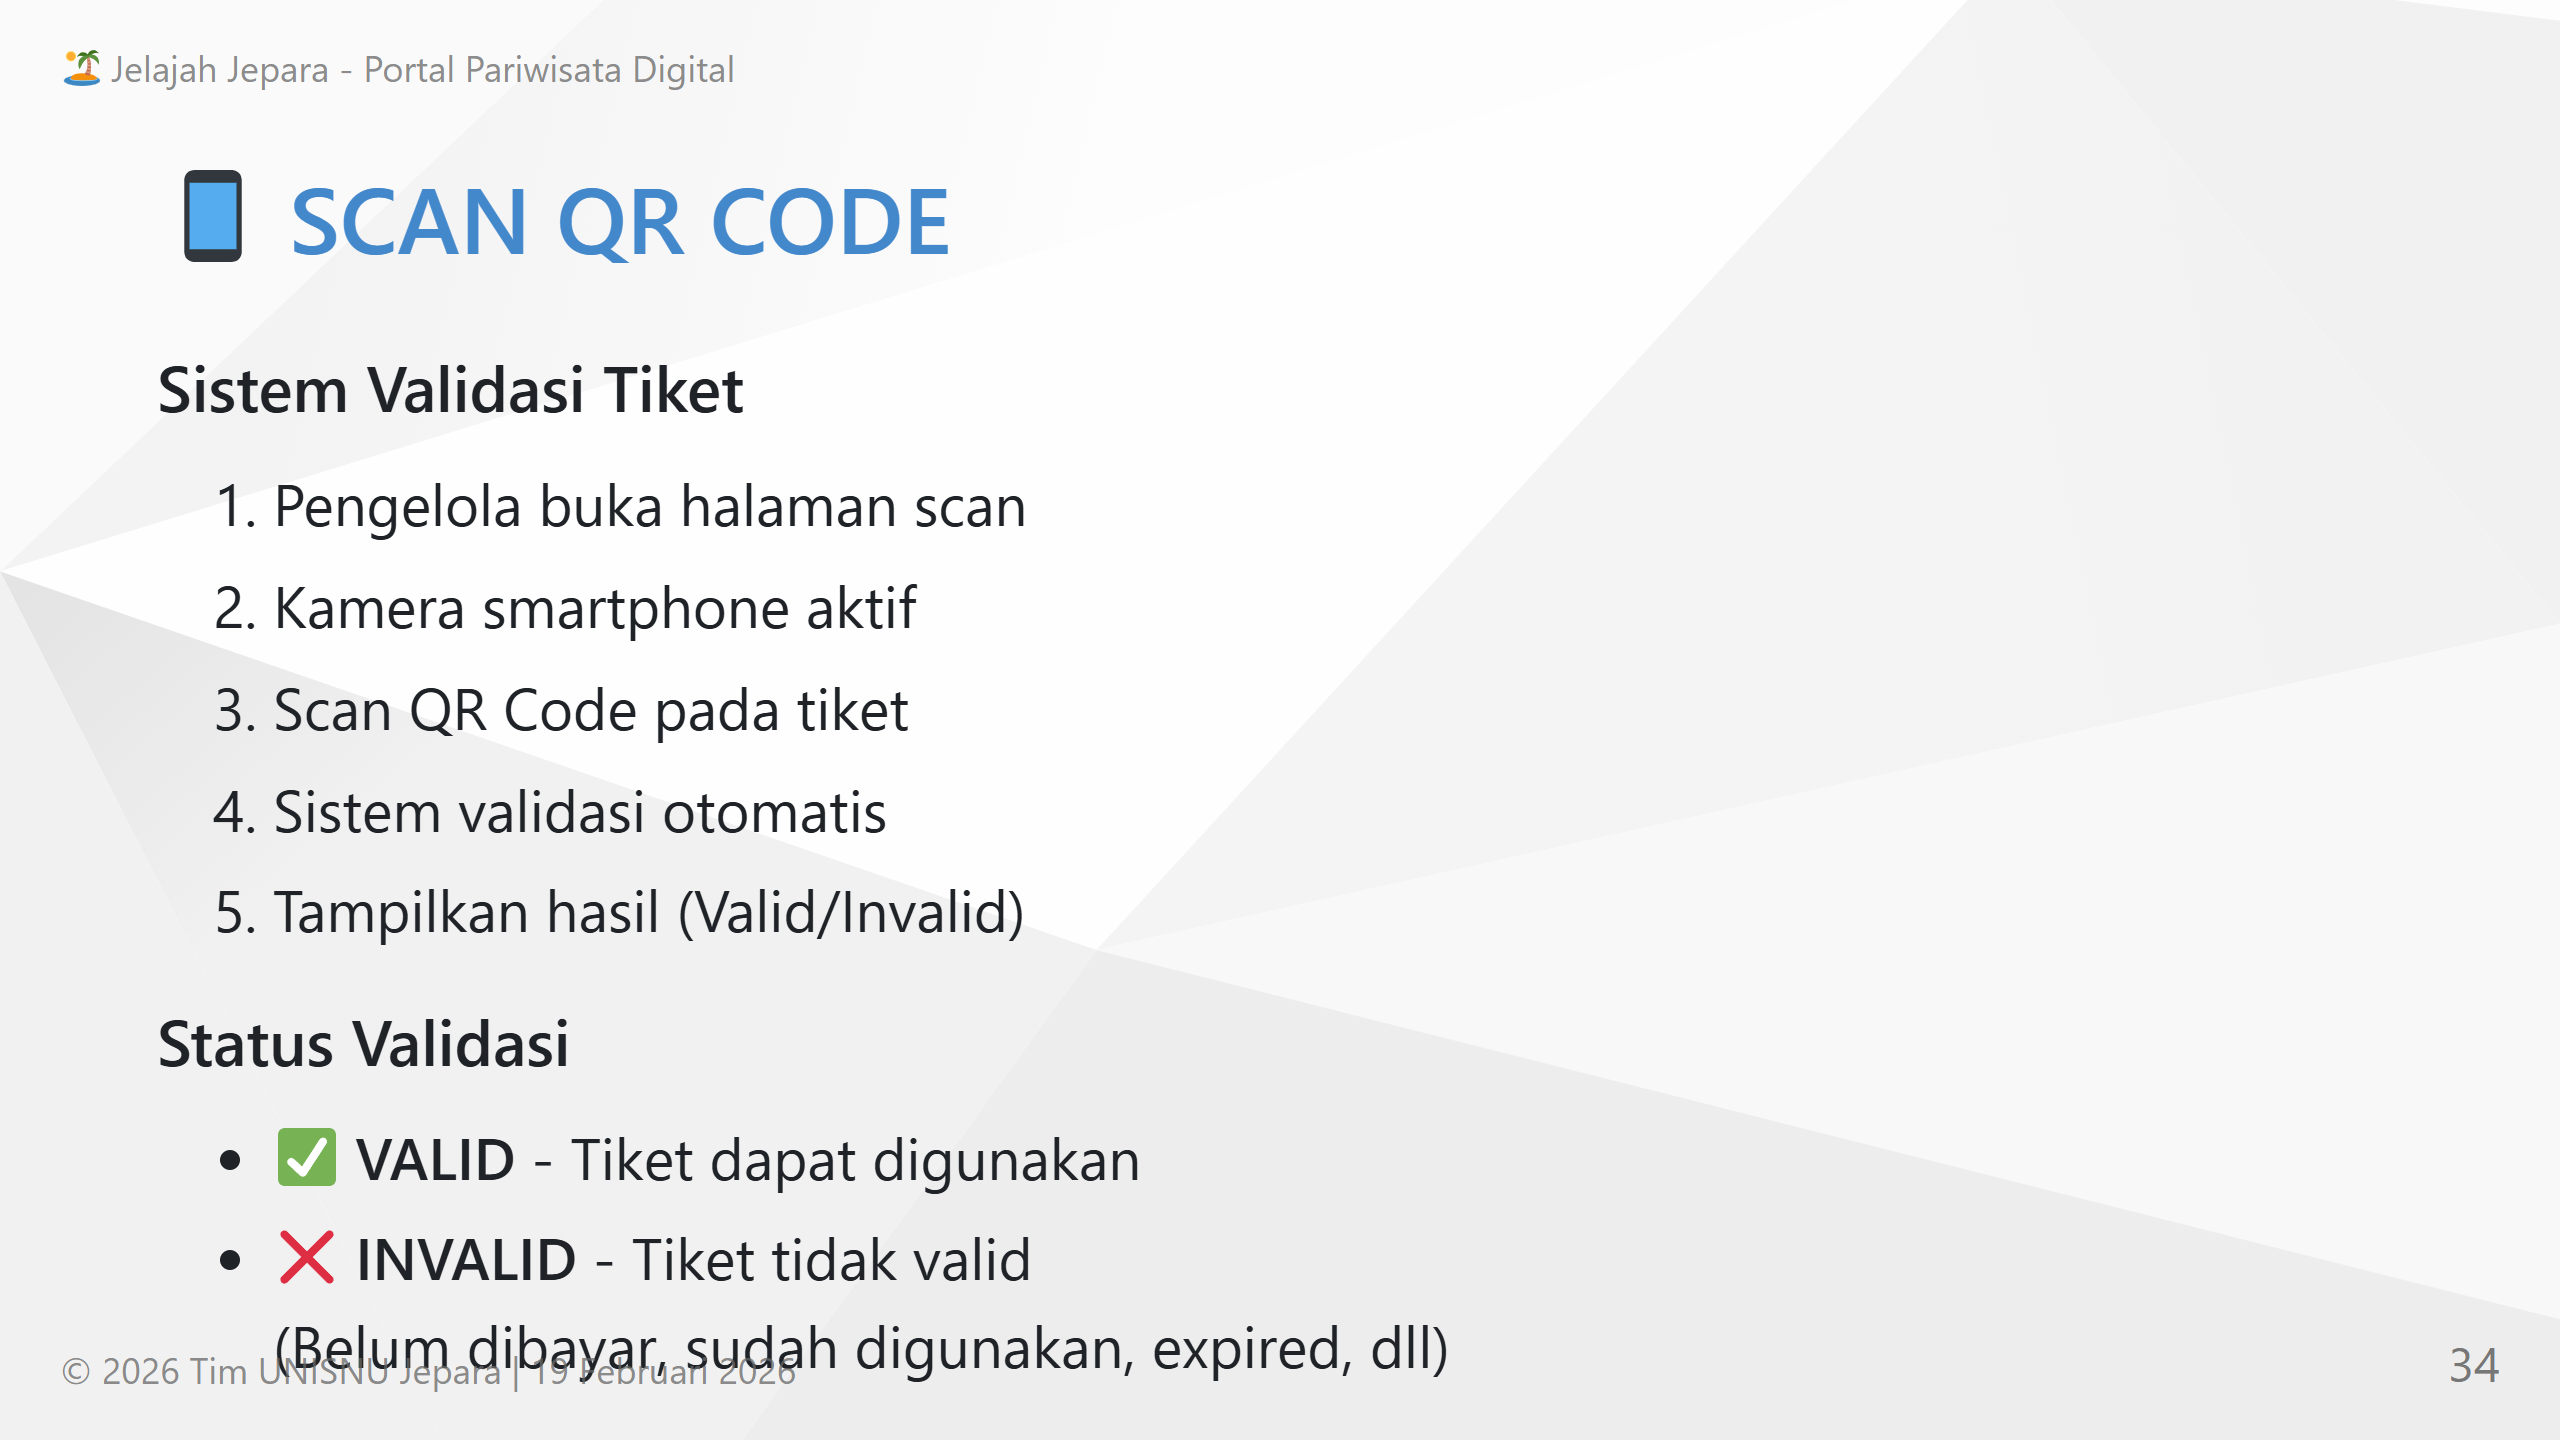 Jelajah Jepara - Portal Pariwisata Digital
SCAN QR CODE
Sistem Validasi Tiket
1. Pengelola buka halaman scan
2. Kamera smartphone aktif
3. Scan QR Code pada tiket
4. Sistem validasi otomatis
5. Tampilkan hasil (Valid/Invalid)
Status Validasi
• ✅ VALID - Tiket dapat digunakan
• ❌ INVALID - Tiket tidak valid
(Belum dibayar, sudah digunakan, expired, dll)
© 2026 Tim UNISNU Jepara | 19 Februari 2026
34